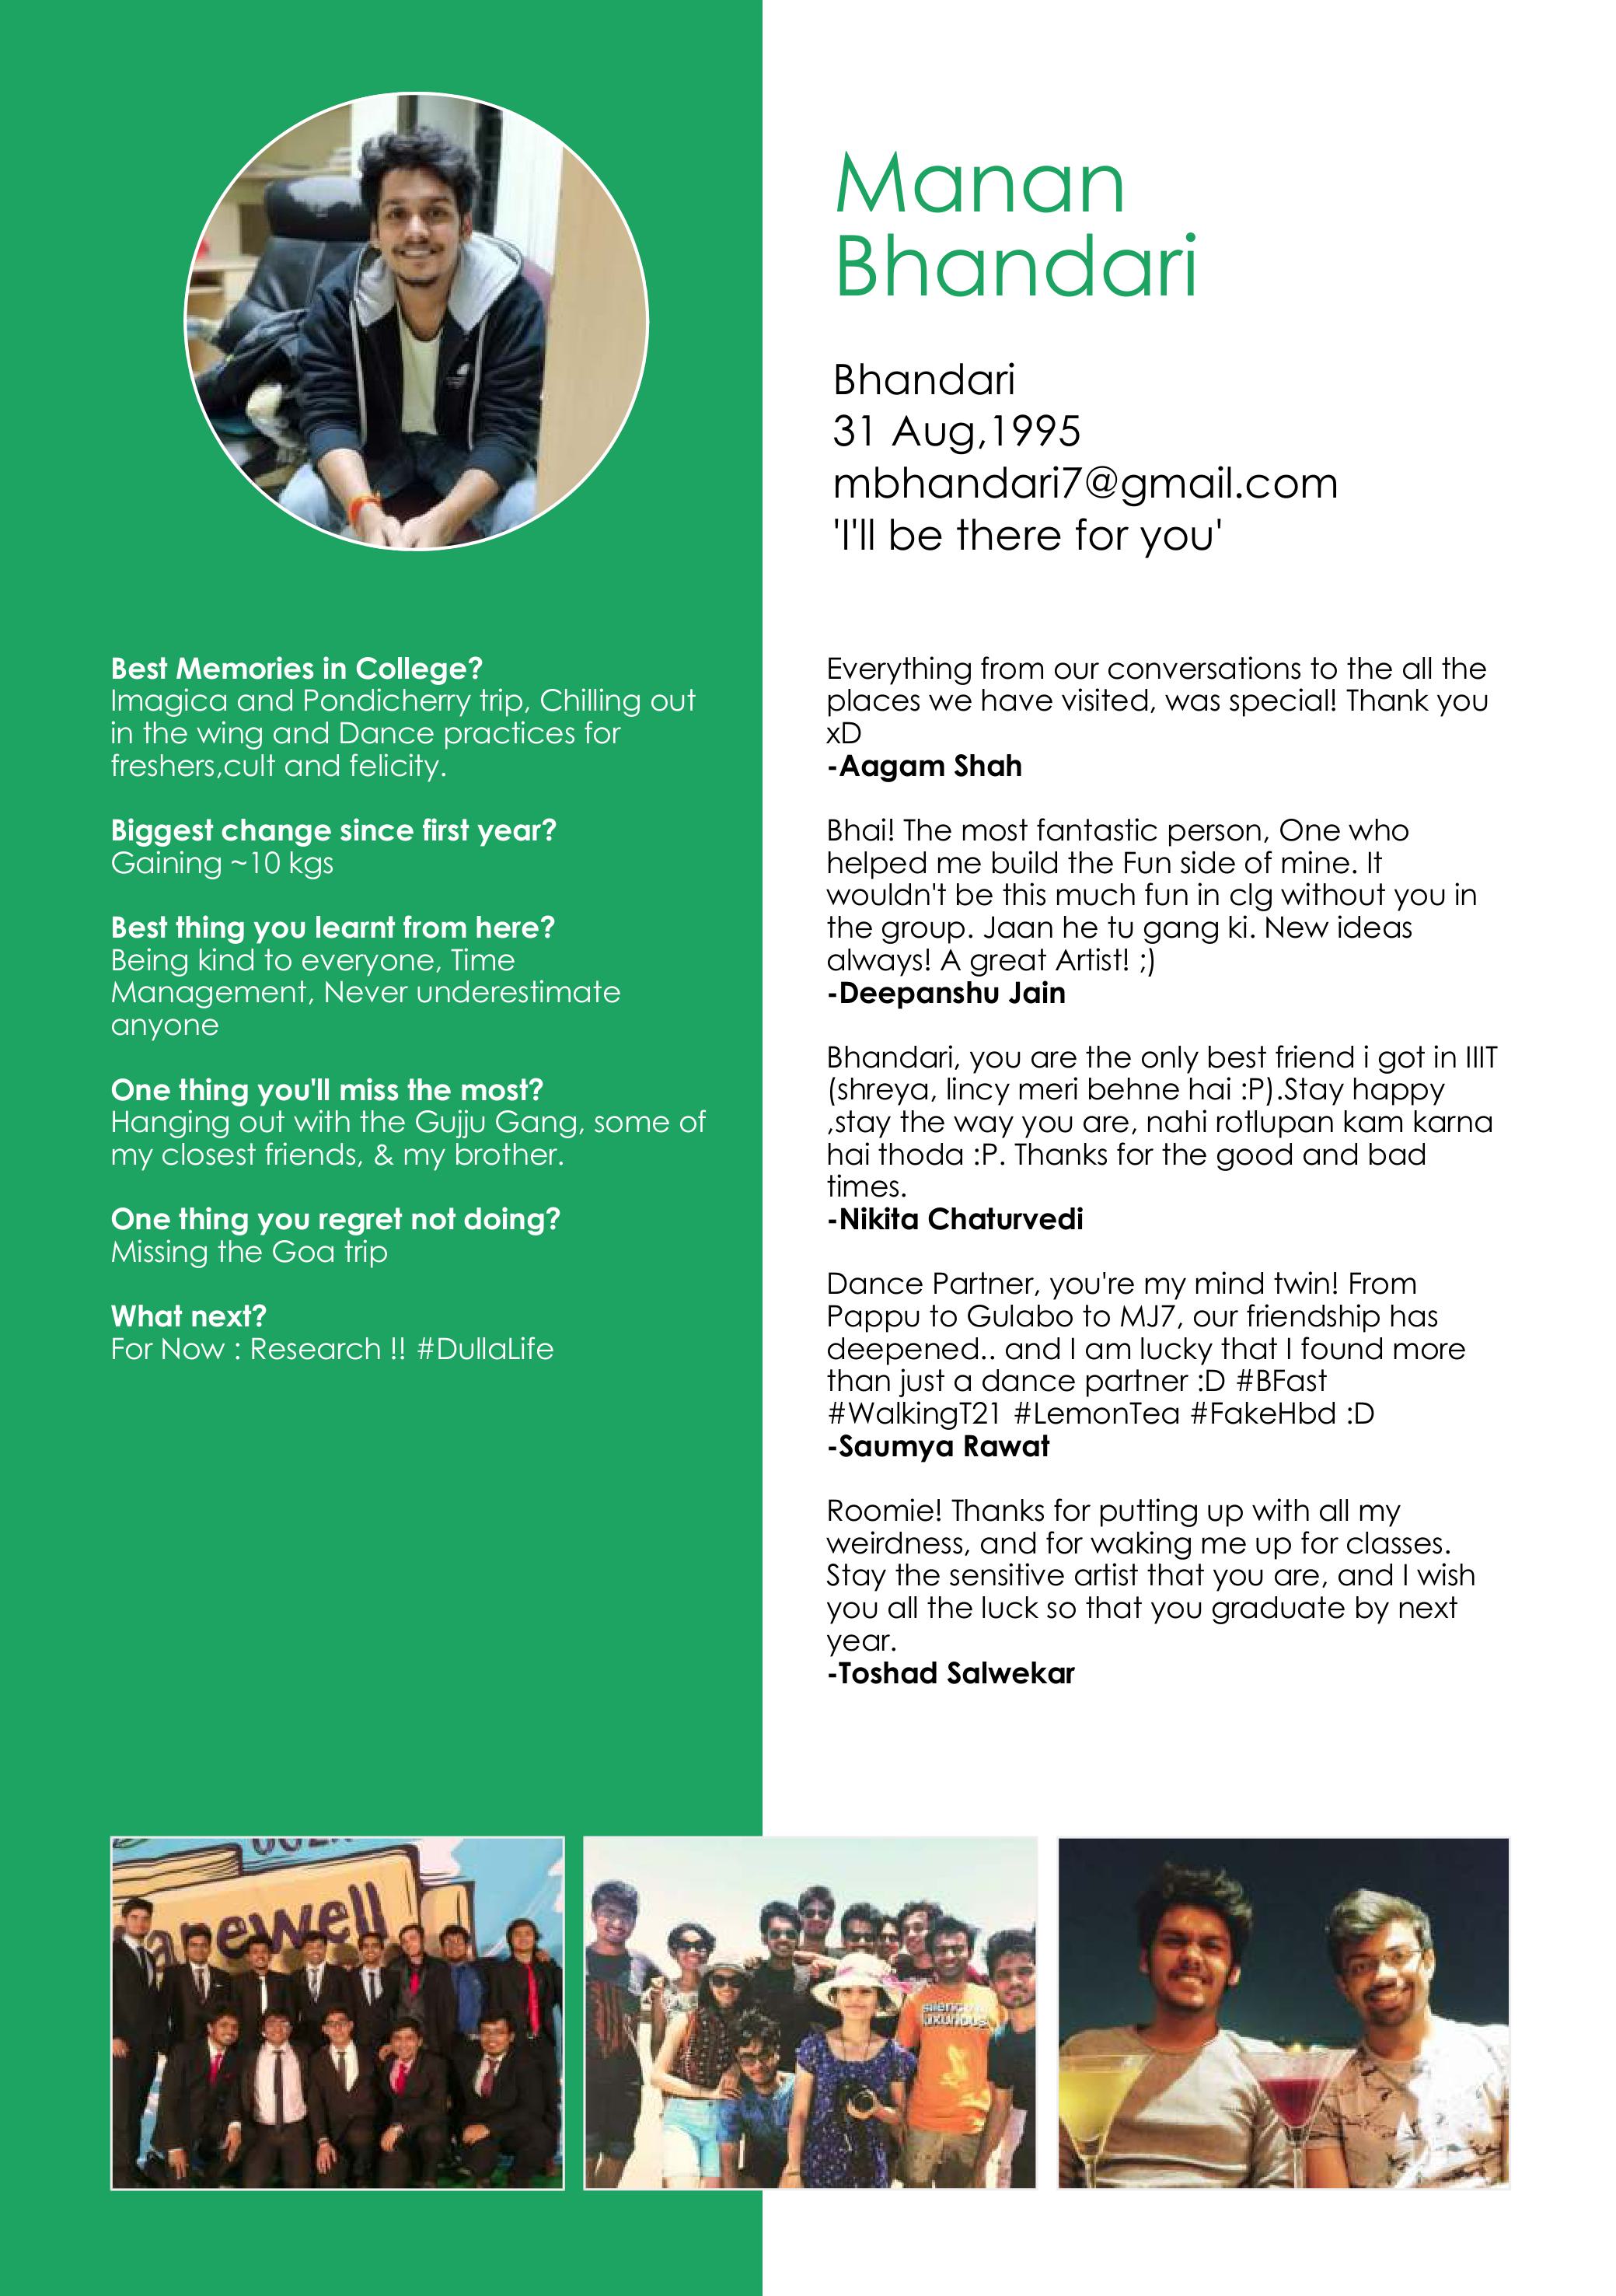 Manan
Bhandari
Bhandari
31 Aug,1995
mbhandari7@gmail.com
'I'll be there for you'
Best Memories in College?
Imagica and Pondicherry trip, Chilling out
in the wing and Dance practices for
freshers,cult and felicity.
Biggest change since first year?
Gaining ~10 kgs
Best thing you learnt from here?
Being kind to everyone, Time
Management, Never underestimate
anyone
One thing you'll miss the most?
Hanging out with the Gujju Gang, some of
my closest friends, & my brother.
One thing you regret not doing?
Missing the Goa trip
What next?
For Now : Research !! #DullaLife
Everything from our conversations to the all the
places we have visited, was special! Thank you
xD
-Aagam Shah
Bhai! The most fantastic person, One who
helped me build the Fun side of mine. It
wouldn't be this much fun in clg without you in
the group. Jaan he tu gang ki. New ideas
always! A great Artist! ;)
-Deepanshu Jain
Bhandari, you are the only best friend i got in IIIT
(shreya, lincy meri behne hai :P).Stay happy
,stay the way you are, nahi rotlupan kam karna
hai thoda :P. Thanks for the good and bad
times.
-Nikita Chaturvedi
Dance Partner, you're my mind twin! From
Pappu to Gulabo to MJ7, our friendship has
deepened.. and I am lucky that I found more
than just a dance partner :D #BFast
#WalkingT21 #LemonTea #FakeHbd :D
-Saumya Rawat
Roomie! Thanks for putting up with all my
weirdness, and for waking me up for classes.
Stay the sensitive artist that you are, and I wish
you all the luck so that you graduate by next
year.
-Toshad Salwekar
arewell